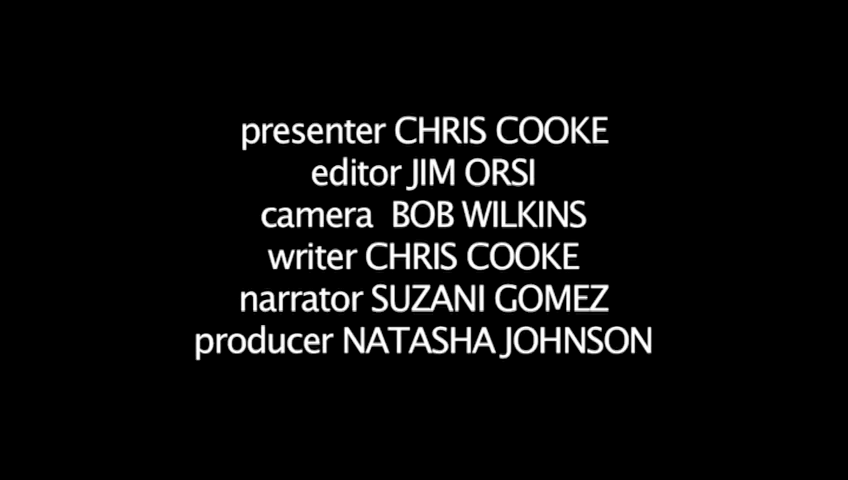 presenter CHRIS COOKE
editor JIM ORSI
camera BOB WILKINS
writer CHRIS COOKE
narrator SUZANI GOMEZ
producer NATASHA JOHNSON